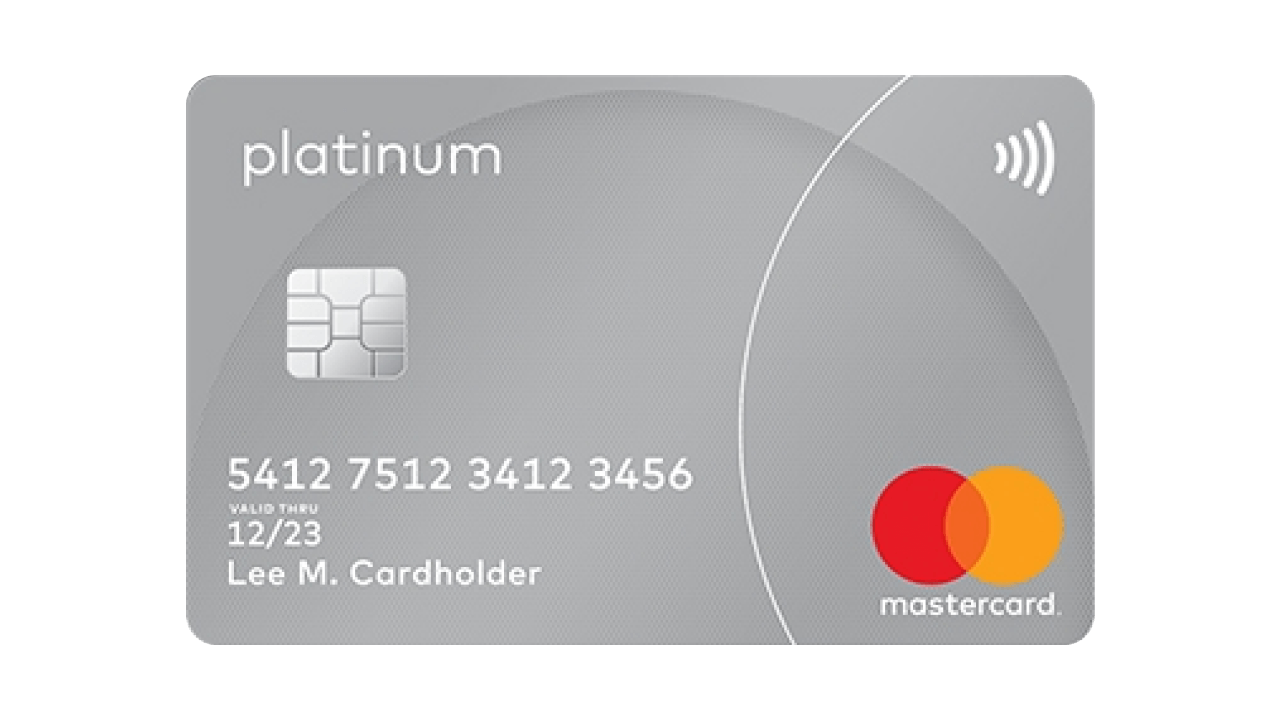 platinum
5412 7512 3412 3456
VALID THRU
12/23
Lee M. Cardholder
mastercard.